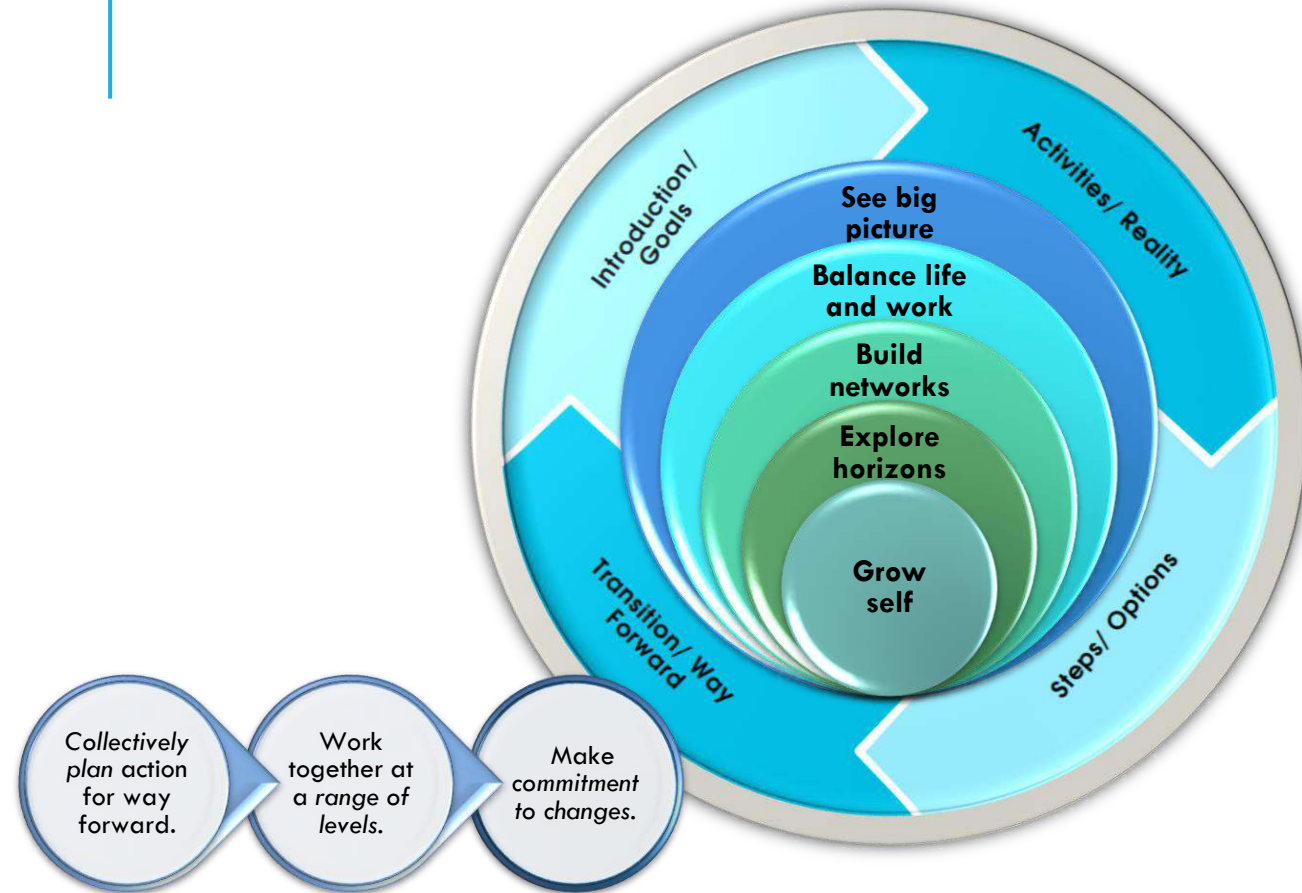 Introduction/
Goals
Activities/ Reality
Steps/ Options
Transition/ Way
Forward
See big
picture
Balance life
and work
Build
networks
Explore
horizons
Grow
self
Collectively
plan action
for way
forward.
Work
together at
a range of
levels.
Make
commitment
to changes.